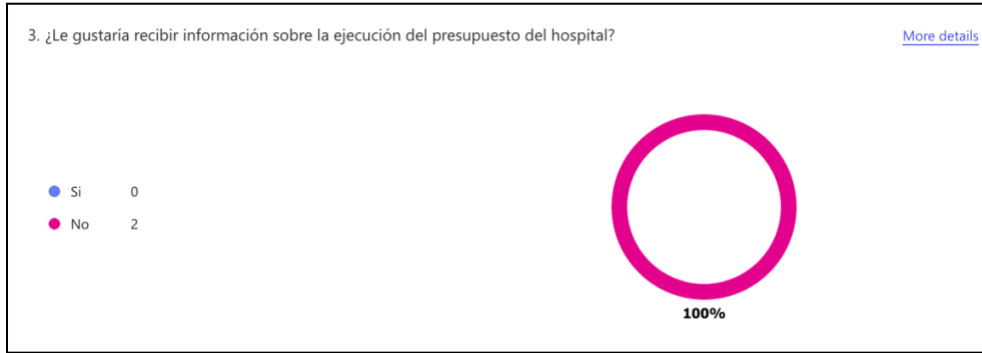 3. ¿Le gustaría recibir información sobre la ejecución del presupuesto del hospital? More details
Si 0
No 2
100%